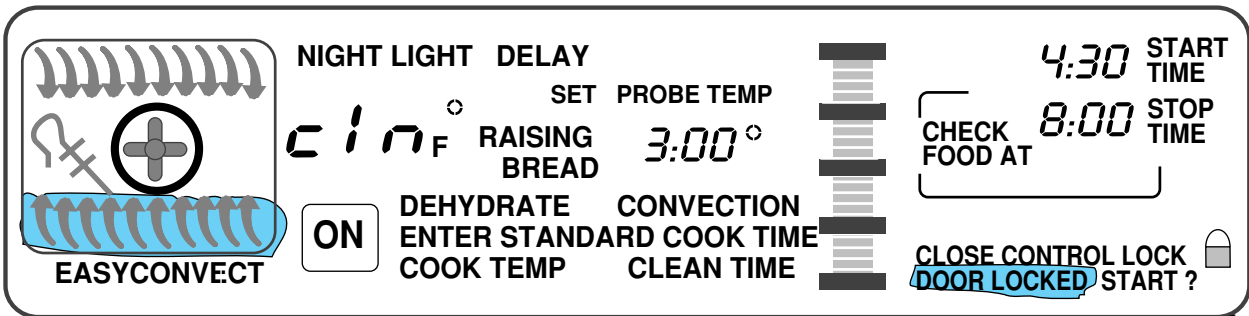 NIGHT LIGHT DELAY
SET PROBE TEMP
c1n°F RAISING BREAD 3:00°
ON
DEHYDRATE CONVECTION
ENTER STANDARD COOK TIME
COOK TEMP CLEAN TIME
EASYCONVECT
4:30 START TIME
CHECK FOOD AT 8:00 STOP TIME
CLOSE CONTROL LOCK
DOOR LOCKED START ?